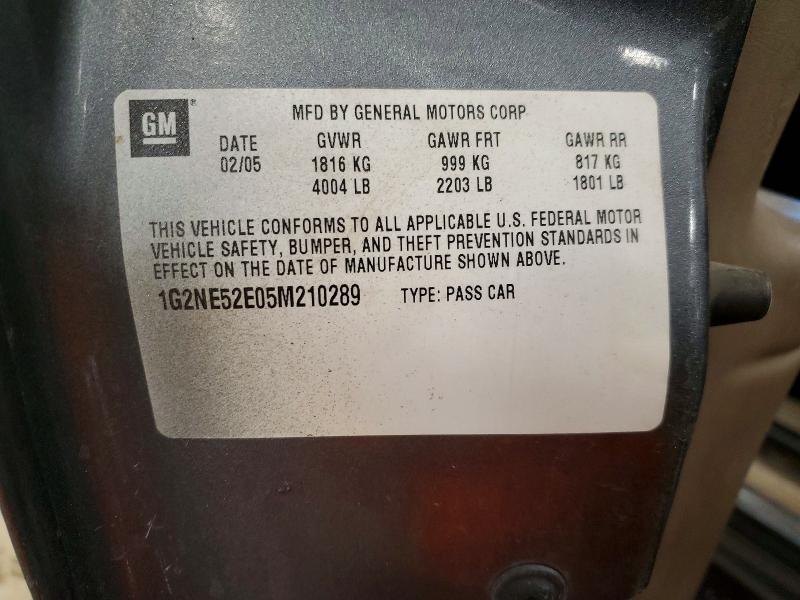 GM
MFD BY GENERAL MOTORS CORP
DATE GVWR GAWR FRT GAWR RR
02/05 1816 KG 999 KG 817 KG
4004 LB 2203 LB 1801 LB
THIS VEHICLE CONFORMS TO ALL APPLICABLE U.S. FEDERAL MOTOR
VEHICLE SAFETY, BUMPER, AND THEFT PREVENTION STANDARDS IN
EFFECT ON THE DATE OF MANUFACTURE SHOWN ABOVE.
1G2NE52E05M210289 TYPE: PASS CAR